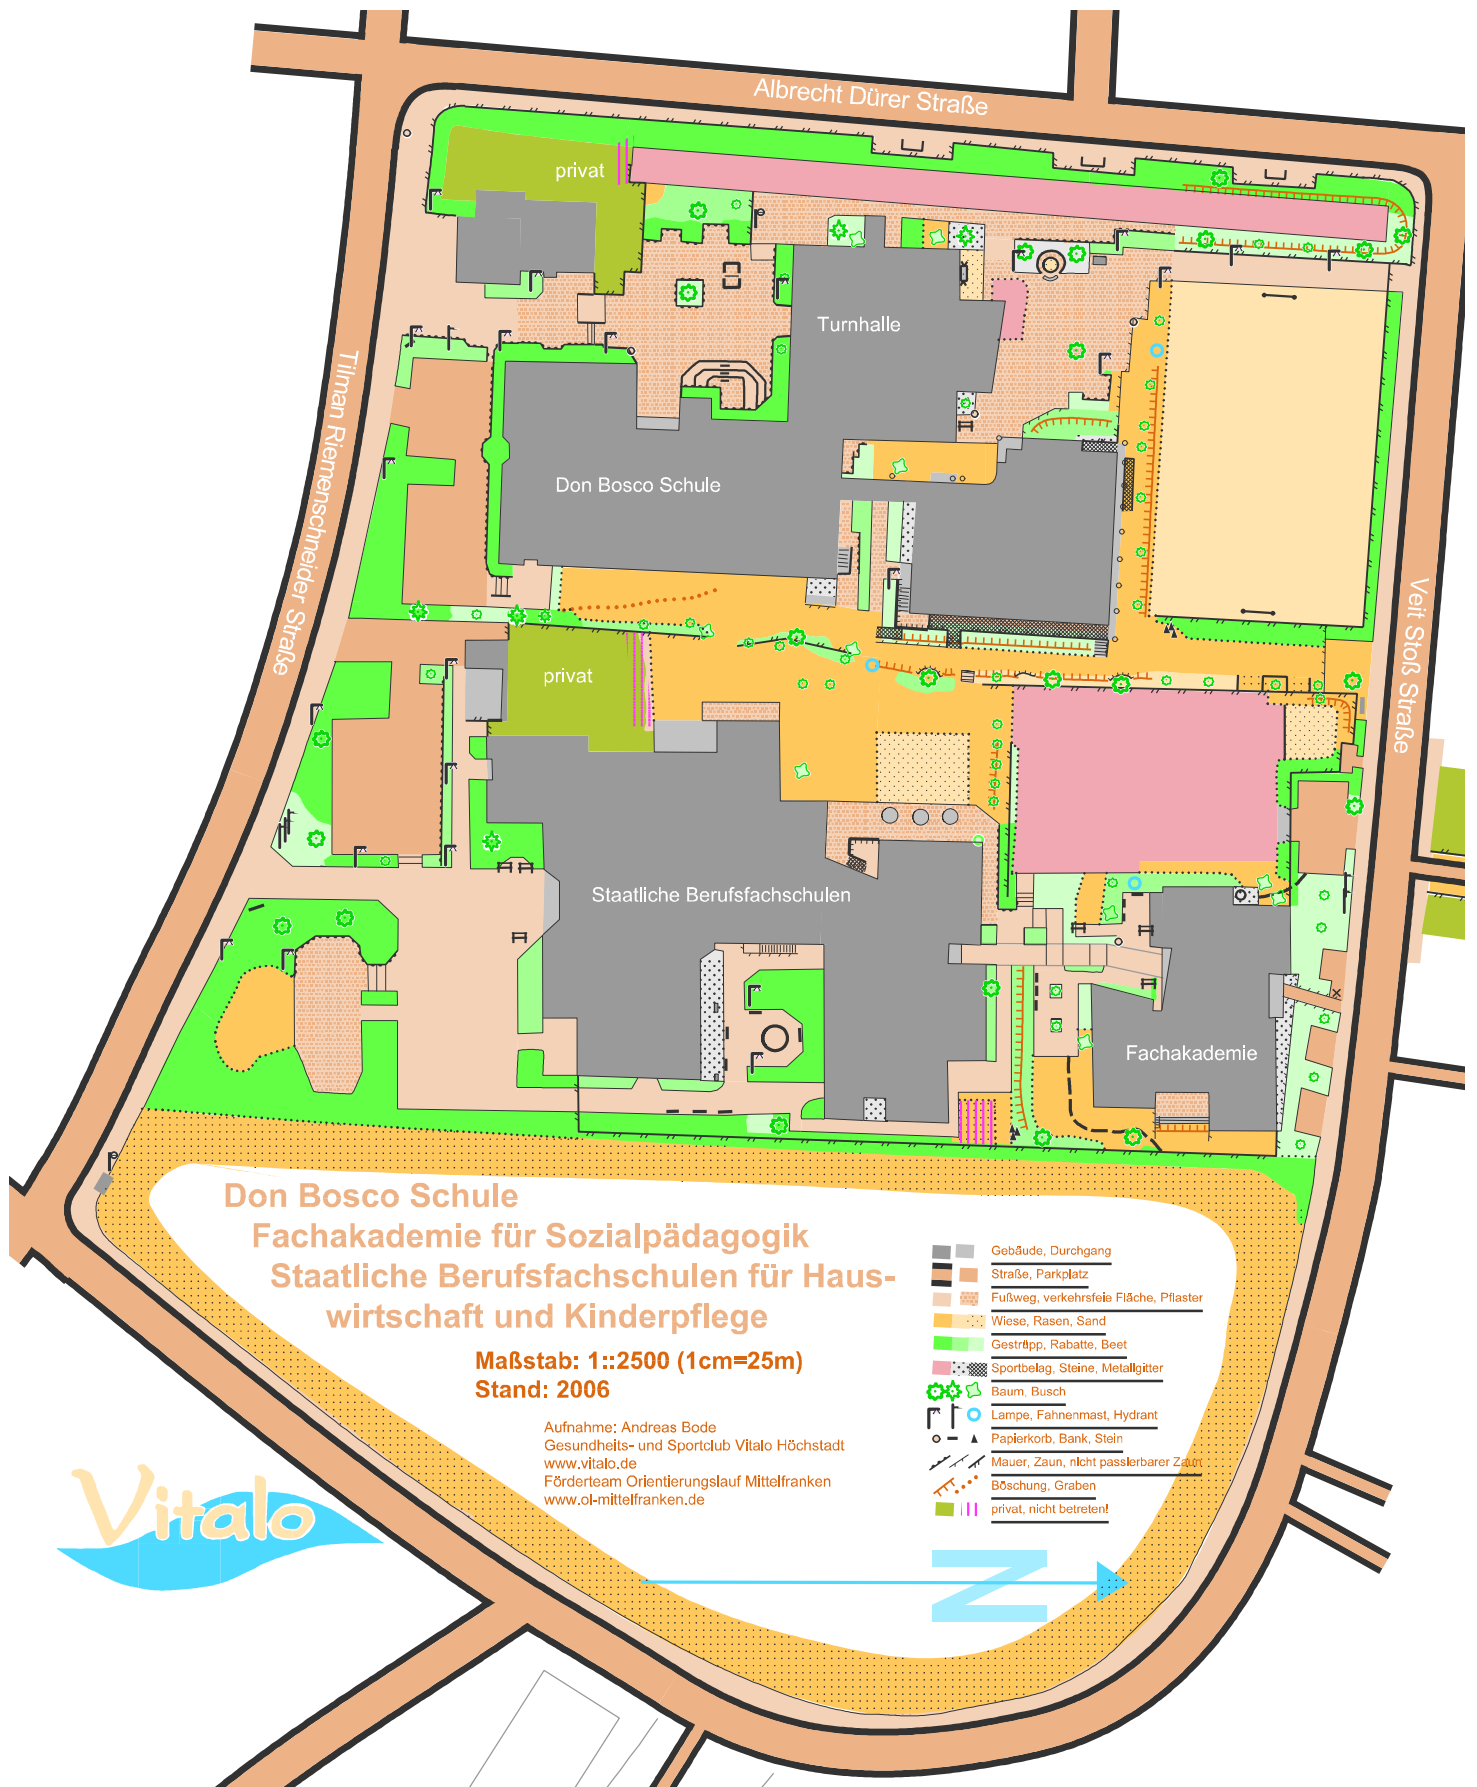 Albrecht Dürer Straße
privat
Turnhalle
Tilman Riemenschneider Straße
Don Bosco Schule
Veit Stoß Straße
privat
Staatliche Berufsfachschulen
Fachakademie
Don Bosco Schule
Fachakademie für Sozialpädagogik
Staatliche Berufsfachschulen für Haus-
wirtschaft und Kinderpflege
Maßstab: 1::2500 (1cm=25m)
Stand: 2006
Aufnahme: Andreas Bode
Gesundheits- und Sportclub Vitalo Höchstadt
www.vitalo.de
Förderteam Orientierungslauf Mittelfranken
www.ol-mittelfranken.de
Gebäude, Durchgang
Straße, Parkplatz
Fußweg, verkehrsfeie Fläche, Pflaster
Wiese, Rasen, Sand
Gestrüpp, Rabatte, Beet
Sportbelag, Steine, Metallgitter
Baum, Busch
Lampe, Fahnenmast, Hydrant
Papierkorb, Bank, Stein
Mauer, Zaun, nicht passierbarer Zaun
Böschung, Graben
privat, nicht betreten!
Vitalo
N